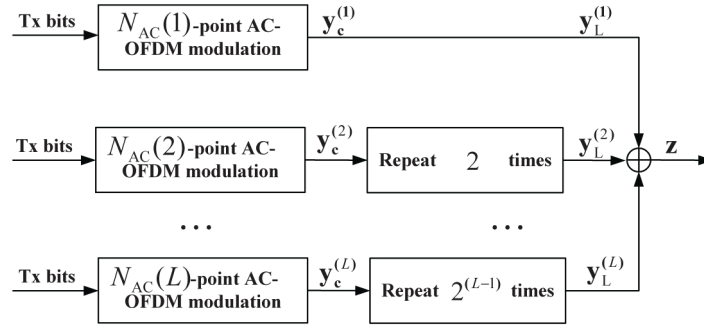 Tx bits
N_AC(1)-point AC-
OFDM modulation
y_c^(1)
y_L^(1)
Tx bits
N_AC(2)-point AC-
OFDM modulation
y_c^(2)
Repeat 2 times
y_L^(2)
z
...
...
Tx bits
N_AC(L)-point AC-
OFDM modulation
y_c^(L)
Repeat 2^(L-1) times
y_L^(L)